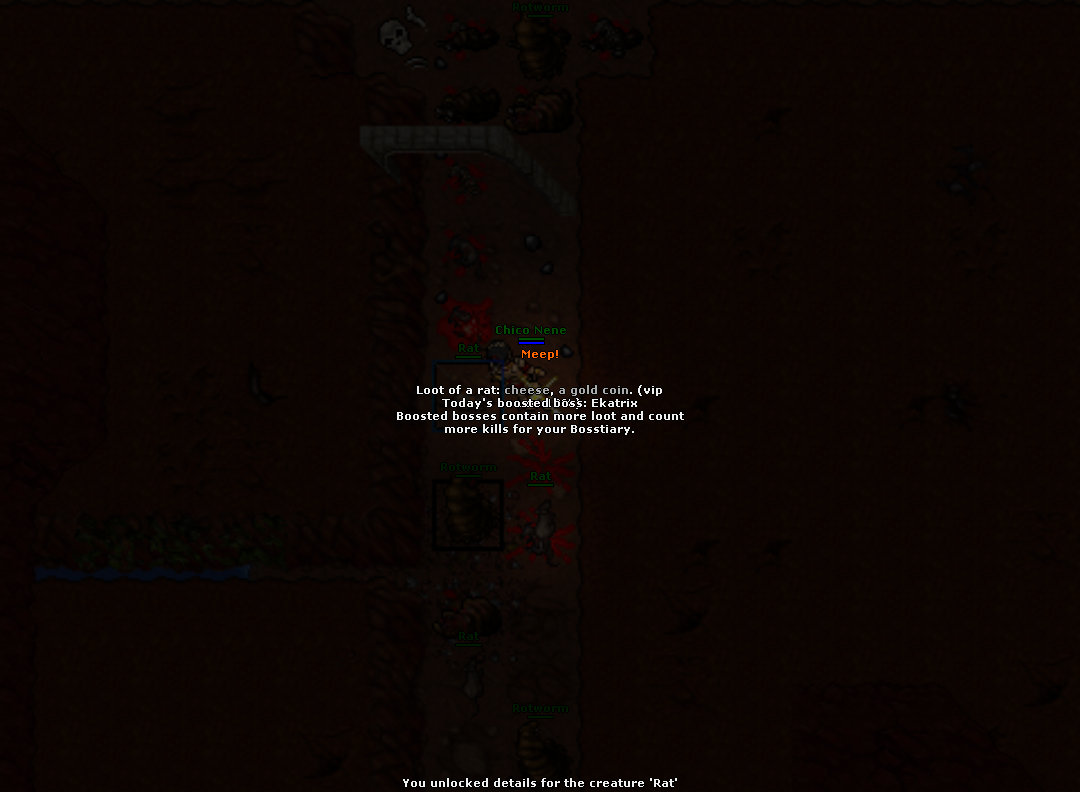 Rotworm
Chico Nene
Rat
Meep!
Loot of a rat: cheese, a gold coin. (vip
Today's boosted boss: Ekatrix
Boosted bosses contain more loot and count
more kills for your Bosstiary.
Rotworm
Rat
Rat
Rotworm
You unlocked details for the creature 'Rat'